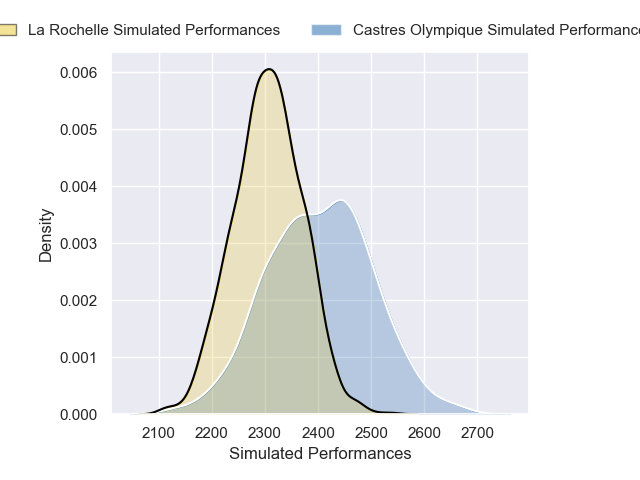 La Rochelle Simulated Performances
Castres Olympique Simulated
0.006
0.005
0.004
0.003
0.002
0.001
0.000
Density
2100 2200 2300 2400 2500 2600 2700
Simulated Performances